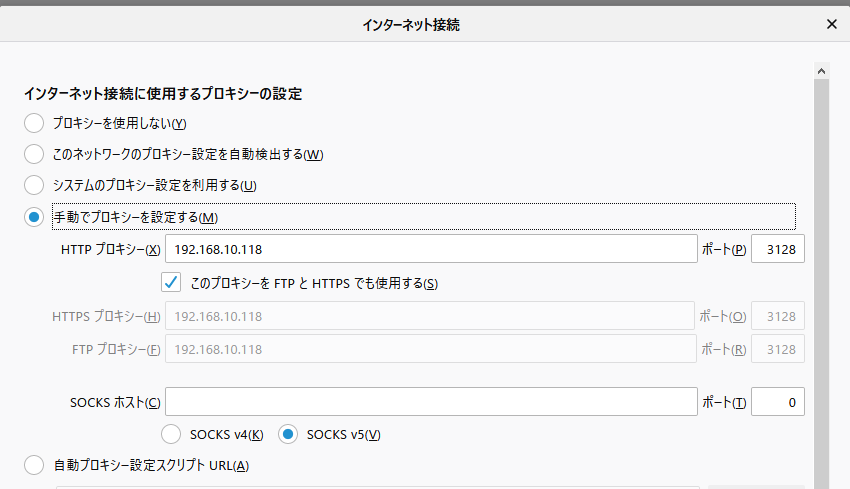 インターネット接続
インターネット接続に使用するプロキシーの設定
プロキシーを使用しない(Y)
このネットワークのプロキシー設定を自動検出する(W)
システムのプロキシー設定を利用する(U)
手動でプロキシーを設定する(M)
HTTP プロキシー(X) 192.168.10.118 ポート(P) 3128
このプロキシーを FTP と HTTPS でも使用する(S)
HTTPS プロキシー(H) 192.168.10.118 ポート(O) 3128
FTP プロキシー(F) 192.168.10.118 ポート(R) 3128
SOCKS ホスト(C) ポート(T) 0
SOCKS v4(K) SOCKS v5(V)
自動プロキシー設定スクリプト URL(A)